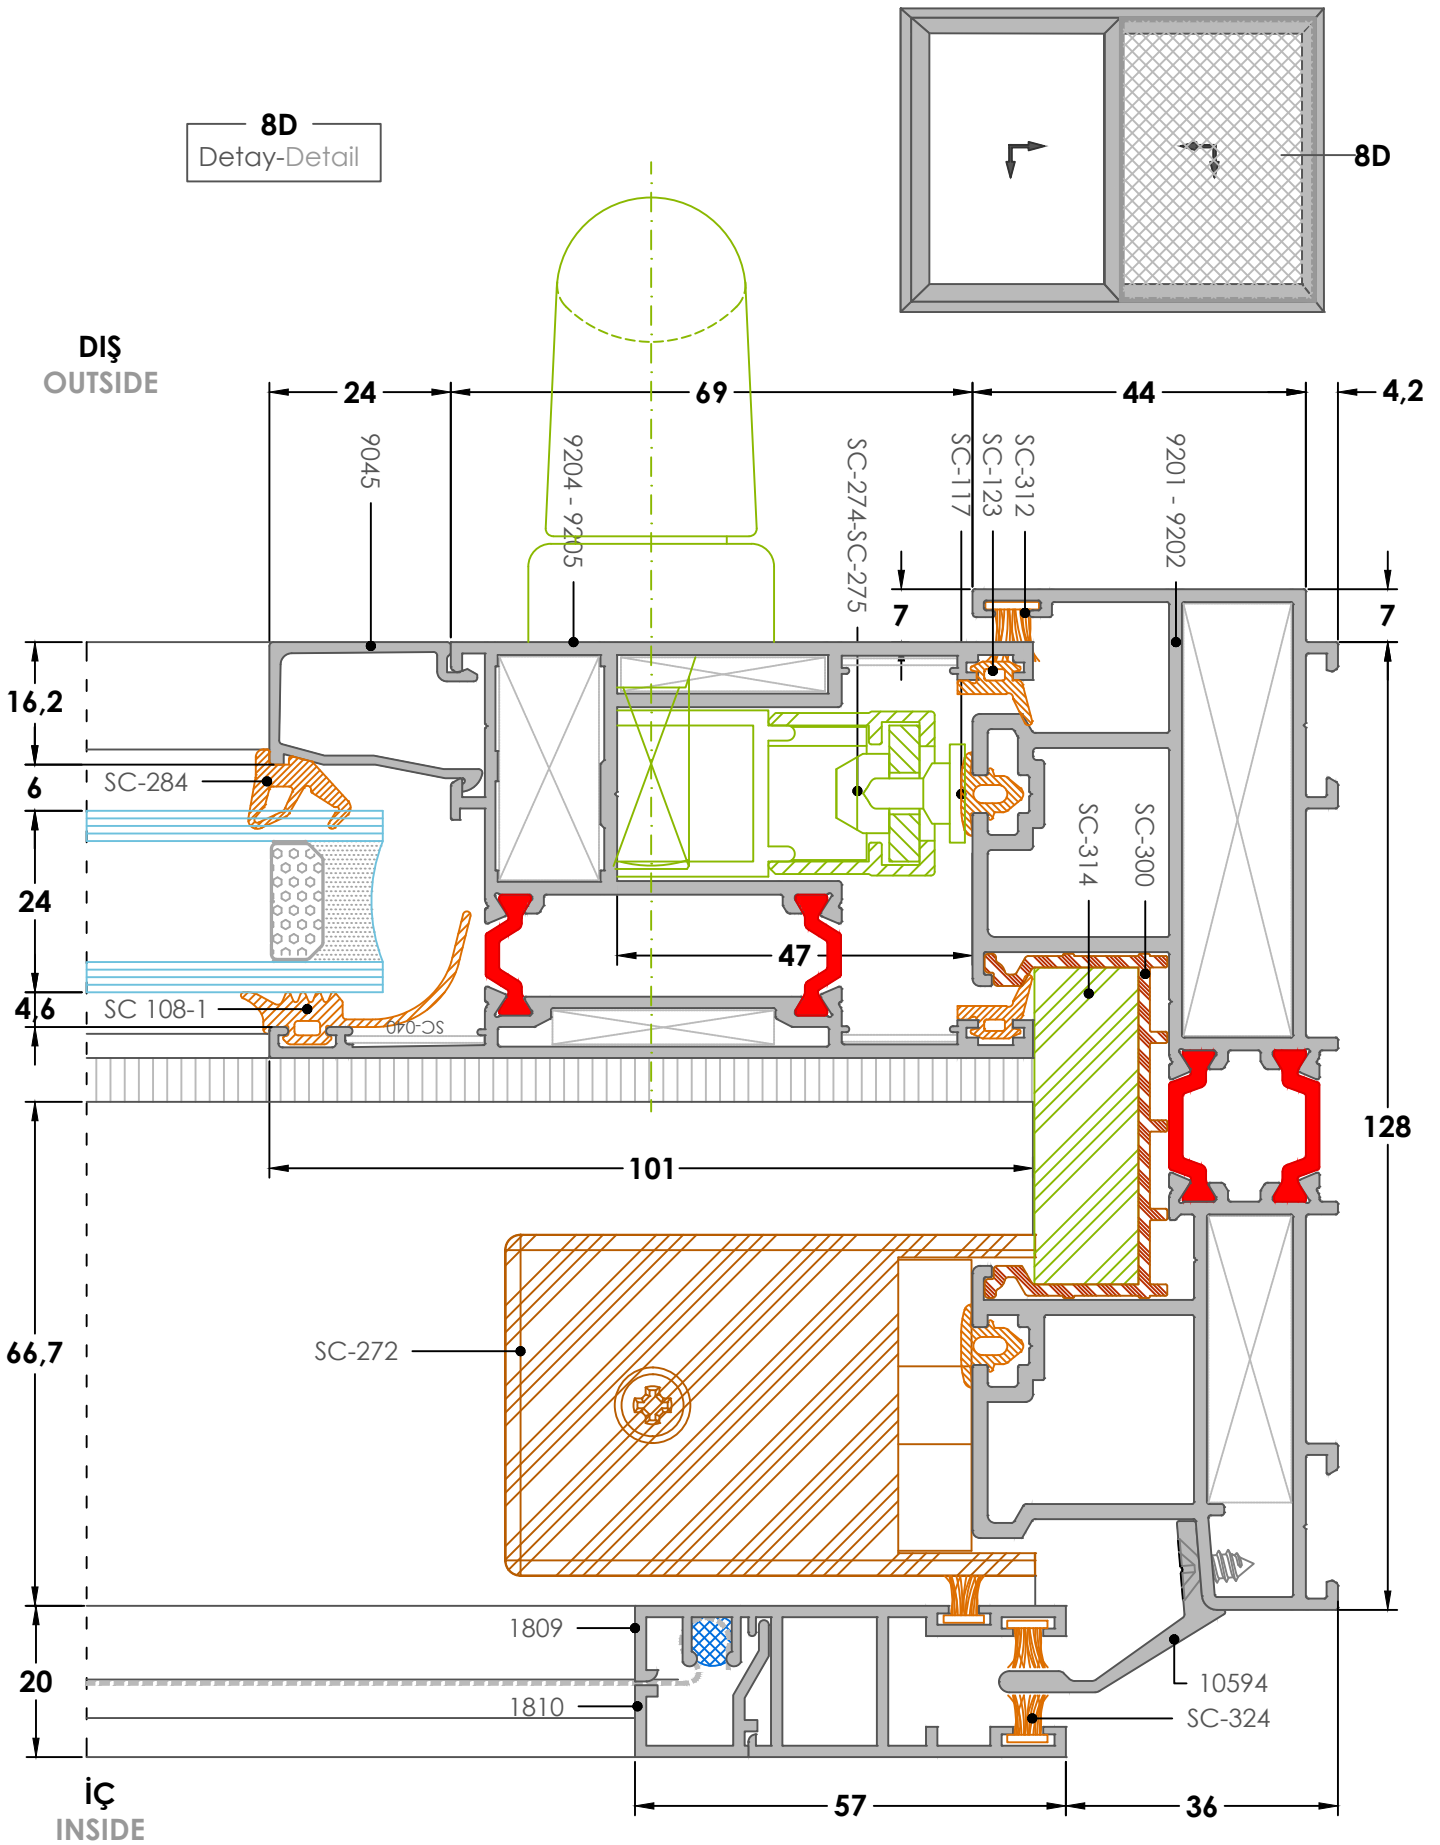 8D
Detay-Detail
8D
DIŞ
OUTSIDE
24
69
44
4,2
9045
9204 - 9205
SC-274-SC-275
SC-117
SC-123
SC-312
9201 - 9202
7
7
16,2
6
SC-284
24
SC-314
SC-300
47
4,6
SC 108-1
SC-040
128
101
66,7
SC-272
1809
20
1810
10594
SC-324
İÇ
INSIDE
57
36